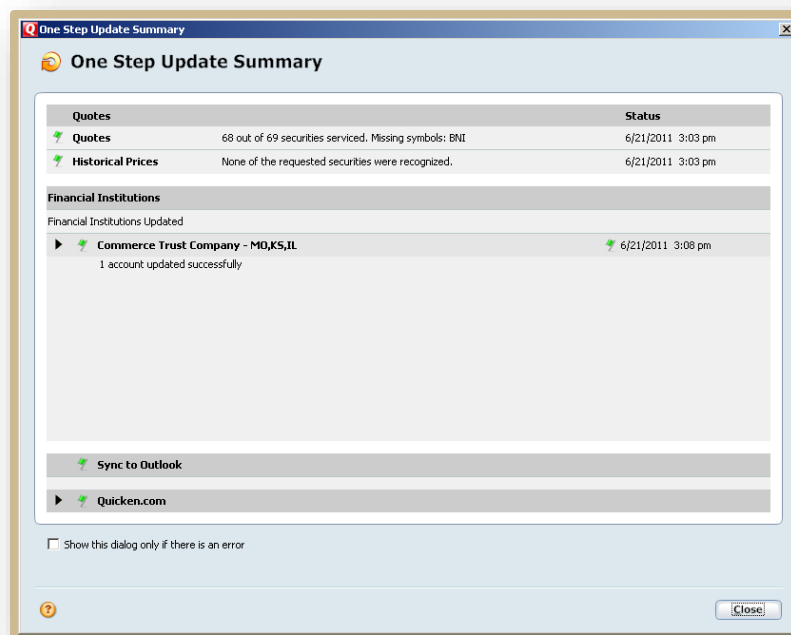 One Step Update Summary
One Step Update Summary
Quotes Status
Quotes 68 out of 69 securities serviced. Missing symbols: BNI 6/21/2011 3:03 pm
Historical Prices None of the requested securities were recognized. 6/21/2011 3:03 pm
Financial Institutions
Financial Institutions Updated
Commerce Trust Company - MO,KS,IL 6/21/2011 3:08 pm
1 account updated successfully
Sync to Outlook
Quicken.com
Show this dialog only if there is an error
? Close